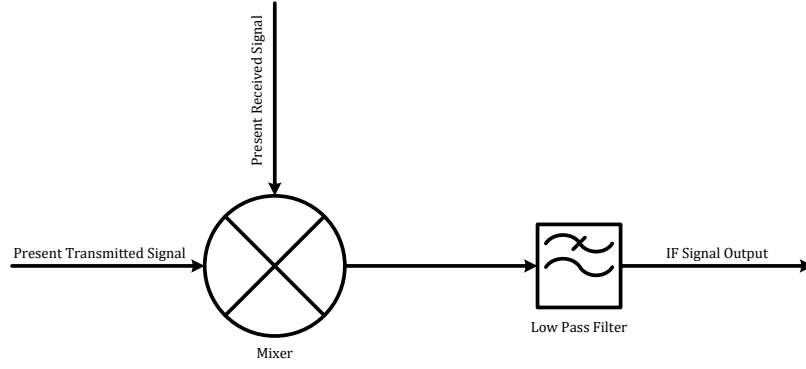 Present Received Signal
Present Transmitted Signal
IF Signal Output
Low Pass Filter
Mixer